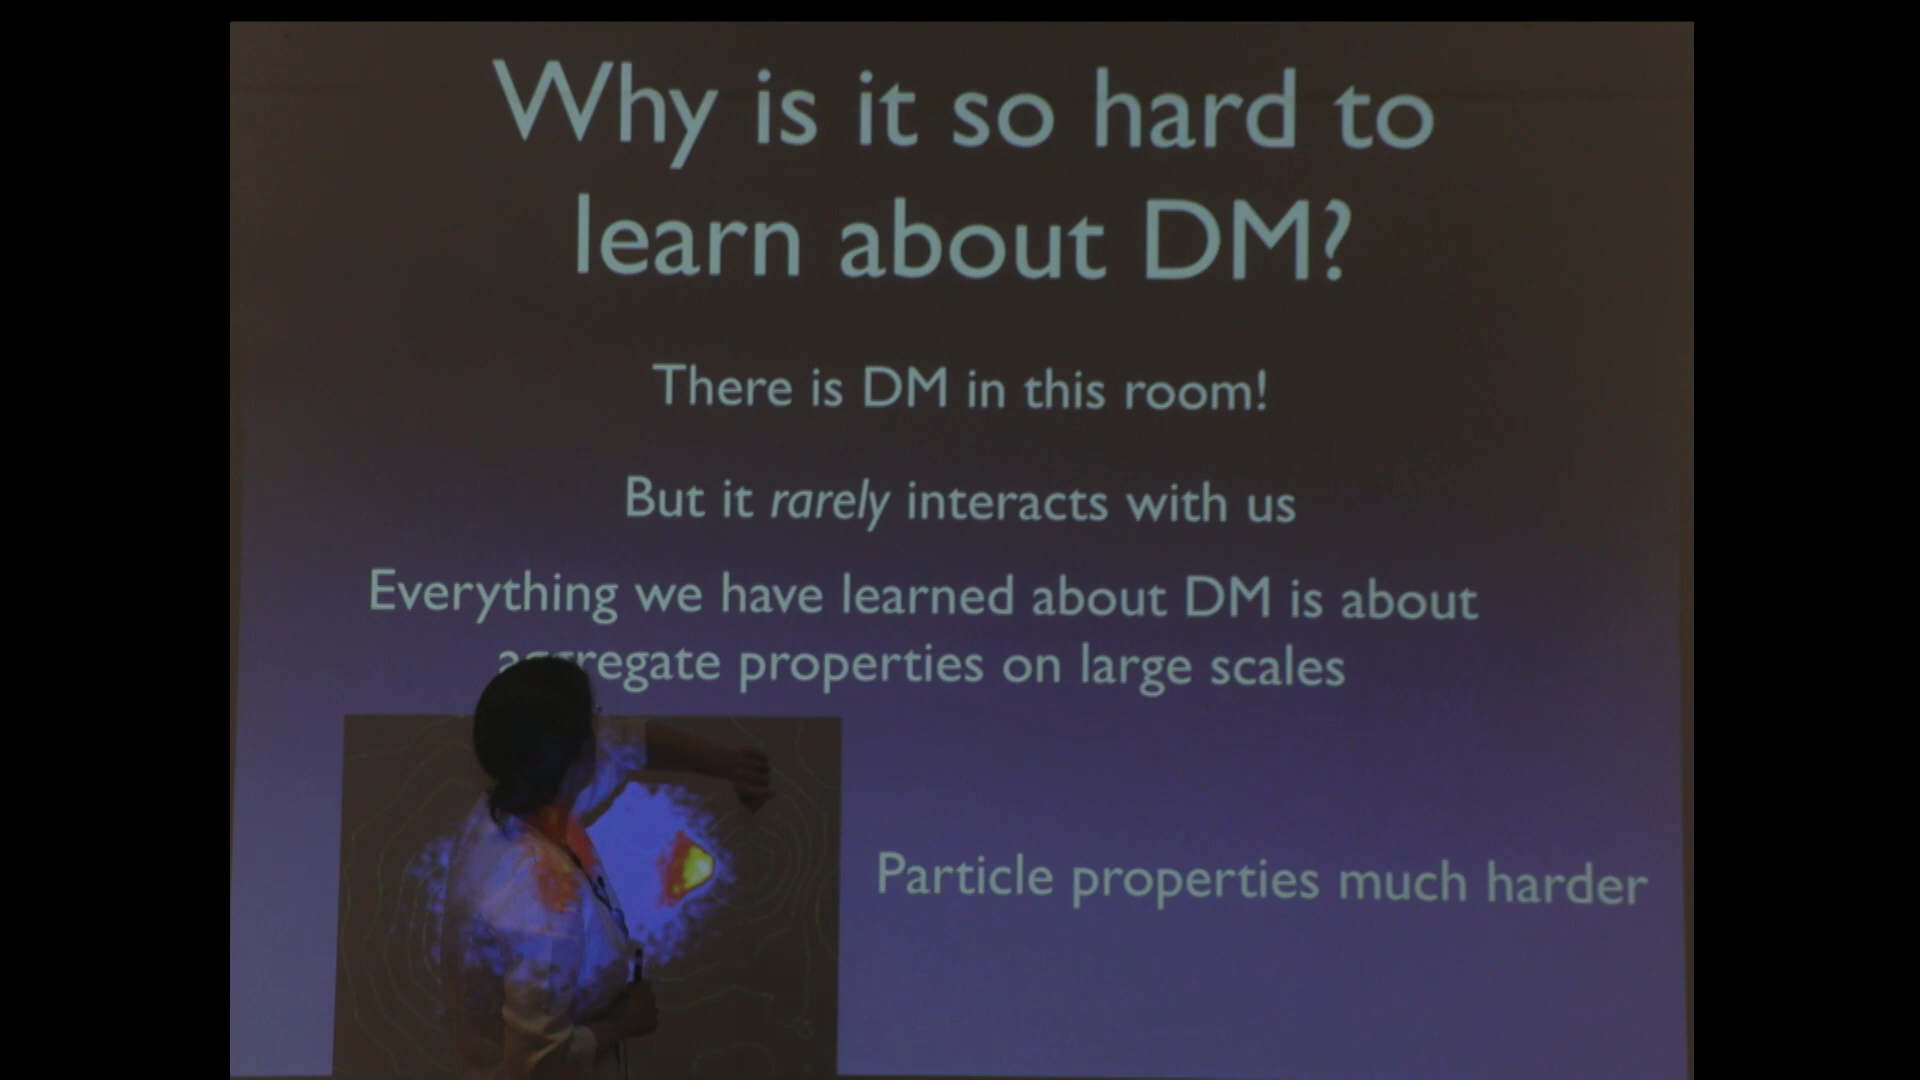 Why is it so hard to
learn about DM?
There is DM in this room!
But it rarely interacts with us
Everything we have learned about DM is about
aggregate properties on large scales
Particle properties much harder